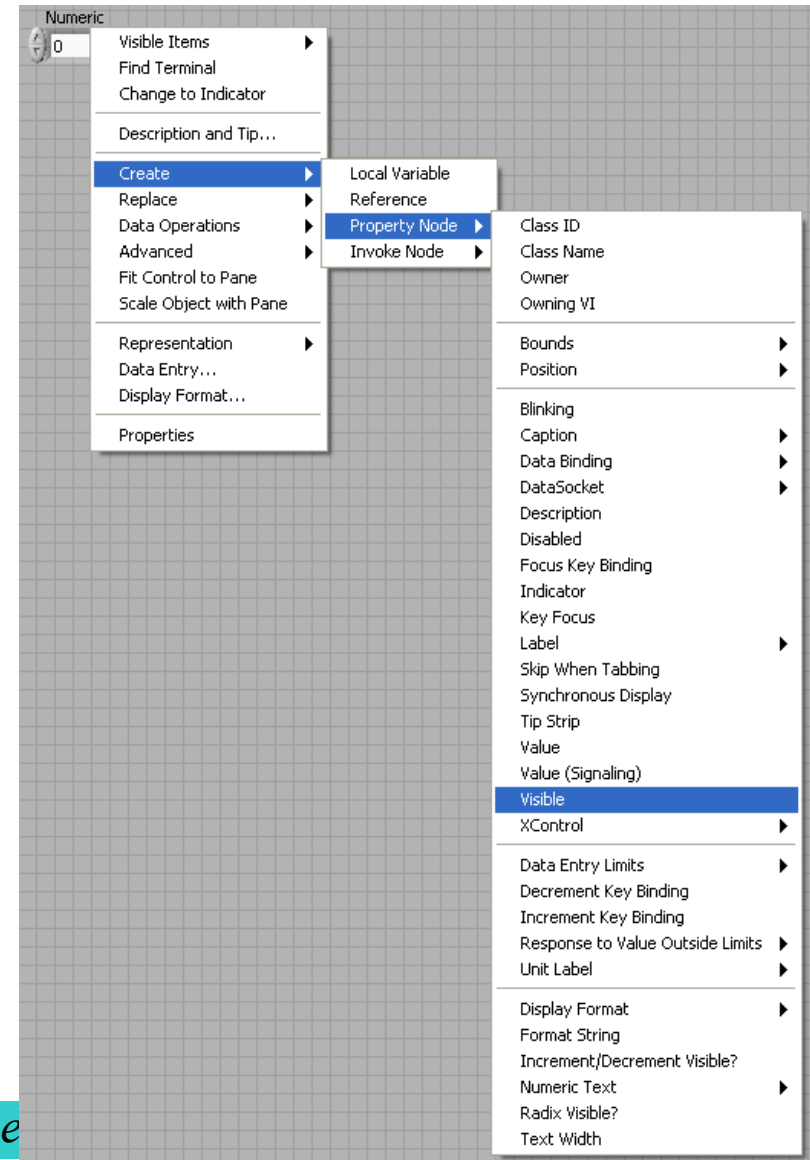 Numeric
0
Visible Items
Find Terminal
Change to Indicator
Description and Tip...
Create
Replace
Data Operations
Advanced
Fit Control to Pane
Scale Object with Pane
Representation
Data Entry...
Display Format...
Properties
Local Variable
Reference
Property Node
Invoke Node
Class ID
Class Name
Owner
Owning VI
Bounds
Position
Blinking
Caption
Data Binding
DataSocket
Description
Disabled
Focus Key Binding
Indicator
Key Focus
Label
Skip When Tabbing
Synchronous Display
Tip Strip
Value
Value (Signaling)
Visible
XControl
Data Entry Limits
Decrement Key Binding
Increment Key Binding
Response to Value Outside Limits
Unit Label
Display Format
Format String
Increment/Decrement Visible?
Numeric Text
Radix Visible?
Text Width
e